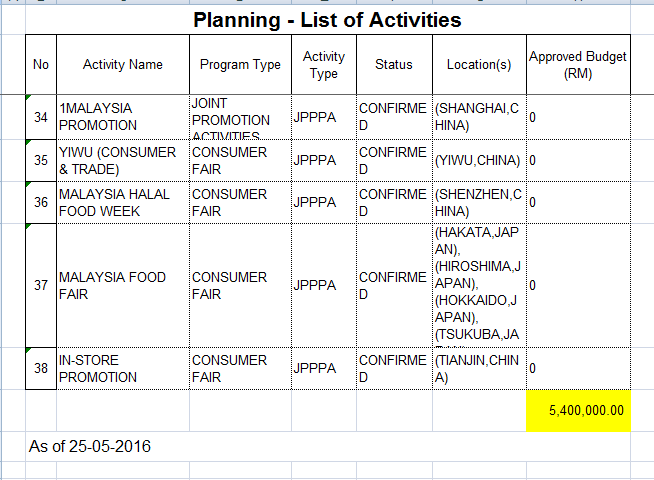 Planning - List of Activities
No Activity Name Program Type Activity Type Status Location(s) Approved Budget (RM)
34 1MALAYSIA PROMOTION JOINT PROMOTION ACTIVITIES JPPPA CONFIRMED (SHANGHAI,CHINA) 0
35 YIWU (CONSUMER & TRADE) CONSUMER FAIR JPPPA CONFIRMED (YIWU,CHINA) 0
36 MALAYSIA HALAL FOOD WEEK CONSUMER FAIR JPPPA CONFIRMED (SHENZHEN,CHINA) 0
37 MALAYSIA FOOD FAIR CONSUMER FAIR JPPPA CONFIRMED (HAKATA,JAPAN), (HIROSHIMA,JAPAN), (HOKKAIDO,JAPAN), (TSUKUBA,JA 0
38 IN-STORE PROMOTION CONSUMER FAIR JPPPA CONFIRMED (TIANJIN,CHINA) 0
5,400,000.00
As of 25-05-2016